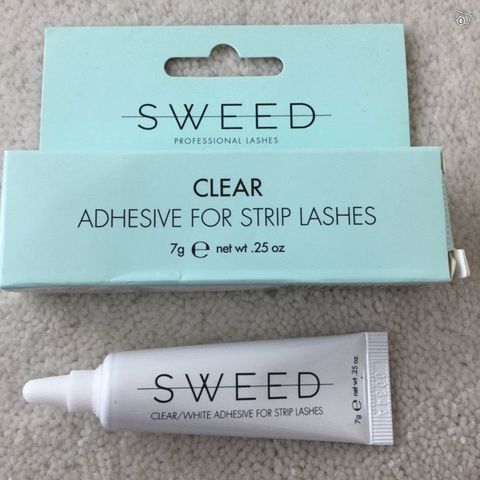 SWEED
PROFESSIONAL LASHES
CLEAR
ADHESIVE FOR STRIP LASHES
7g e net wt .25 oz
SWEED
CLEAR/WHITE ADHESIVE FOR STRIP LASHES
7g e net wt .25 oz